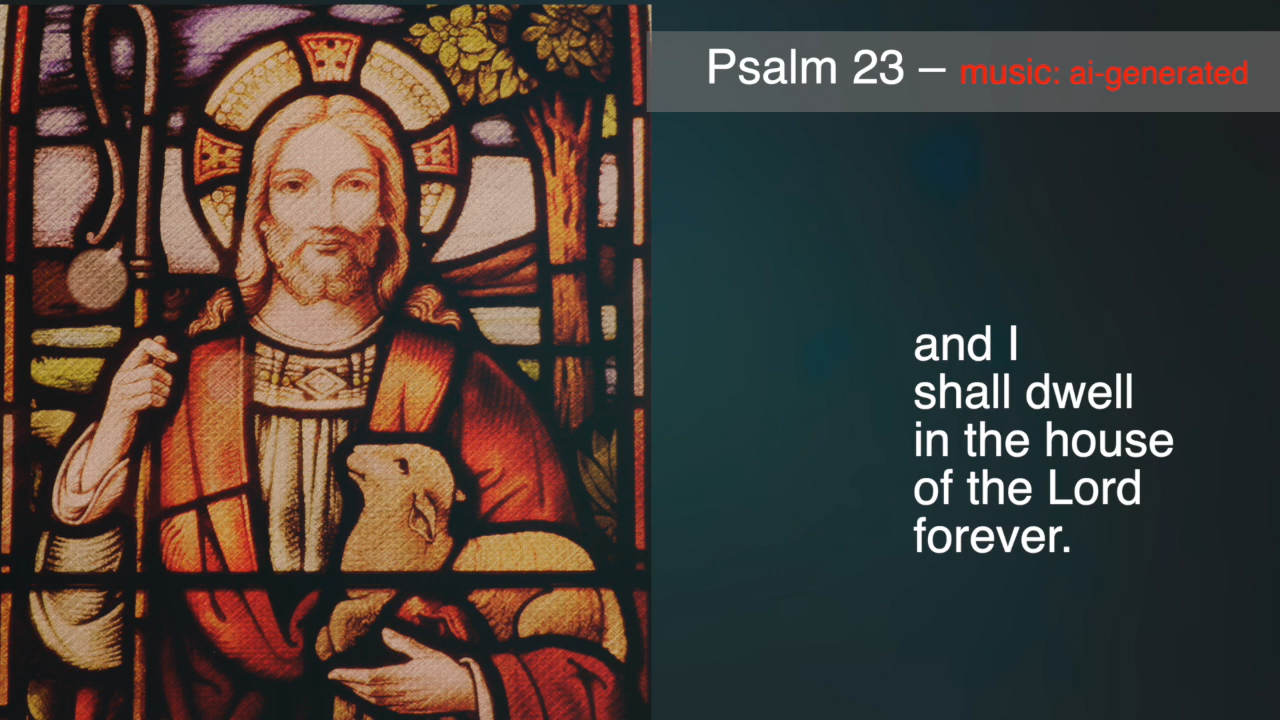 Psalm 23 – music: ai-generated
and I
shall dwell
in the house
of the Lord
forever.